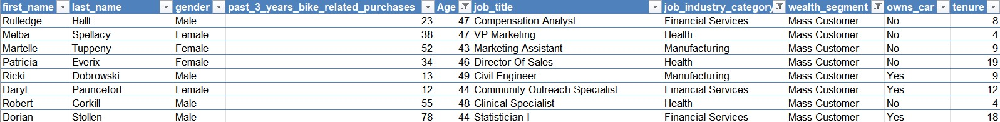 first_name last_name gender past_3_years_bike_related_purchases Age job_title job_industry_category wealth_segment owns_car tenure
Rutledge Hallt Male 23 47 Compensation Analyst Financial Services Mass Customer No 8
Melba Spellacy Female 38 47 VP Marketing Health Mass Customer No 4
Martelle Tuppeny Female 52 43 Marketing Assistant Manufacturing Mass Customer No 9
Patricia Everix Female 34 46 Director Of Sales Health Mass Customer No 19
Ricki Dobrowski Male 13 49 Civil Engineer Manufacturing Mass Customer Yes 9
Daryl Pauncefort Female 12 44 Community Outreach Specialist Financial Services Mass Customer Yes 12
Robert Corkill Male 55 48 Clinical Specialist Health Mass Customer No 4
Dorian Stollen Male 78 44 Statistician I Financial Services Mass Customer Yes 18